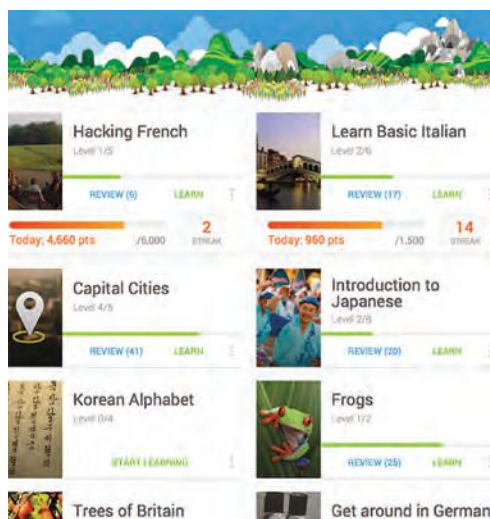 Hacking French
Level 1/5
REVIEW (6) LEARN
Today: 4,660 pts /6,000 2 STREAK
Learn Basic Italian
Level 2/6
REVIEW (17) LEARN
Today: 960 pts /1,500 14 STREAK
Capital Cities
Level 4/5
REVIEW (41) LEARN
Introduction to
Japanese
Level 2/8
REVIEW (20) LEARN
Korean Alphabet
Level 0/4
START LEARNING
Frogs
Level 1/2
REVIEW (25) LEARN
Trees of Britain
Get around in German